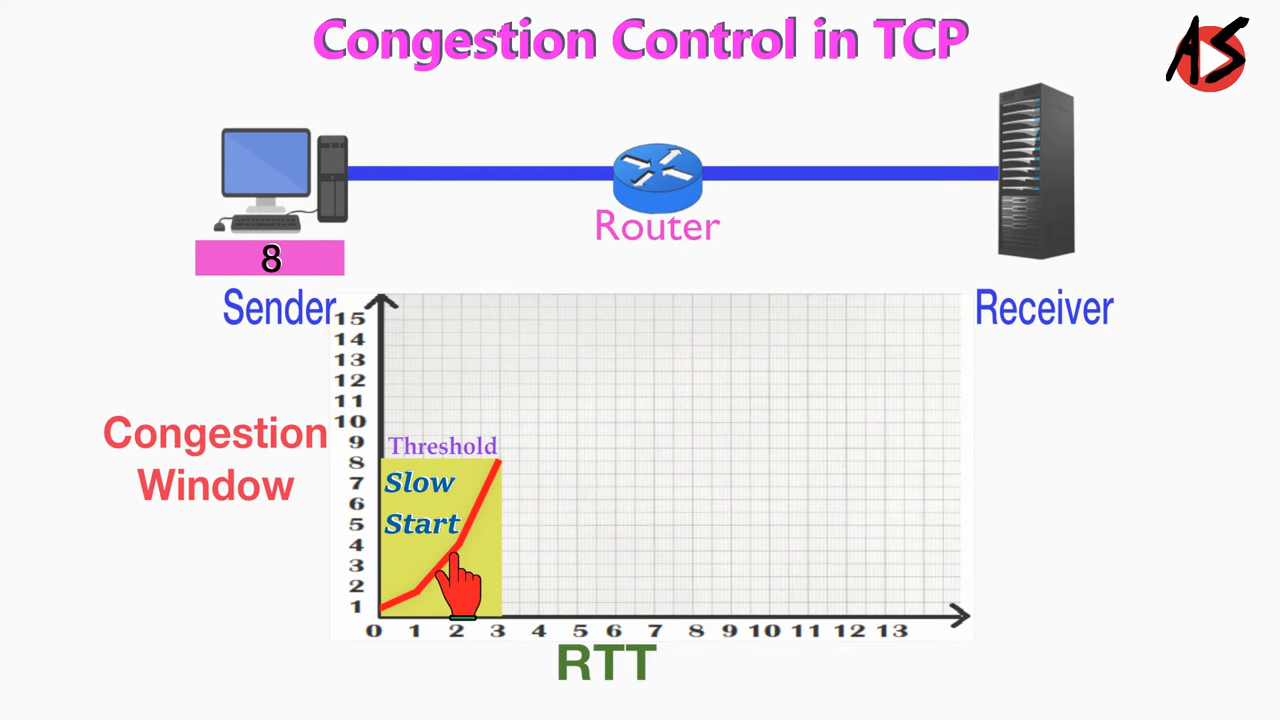 Congestion Control in TCP
AS
Router
8
Sender
Receiver
15
14
13
12
11
10
9
8
7
6
5
4
3
2
1
Congestion
Window
Threshold
Slow
Start
0 1 2 3 4 5 6 7 8 9 10 11 12 13
RTT